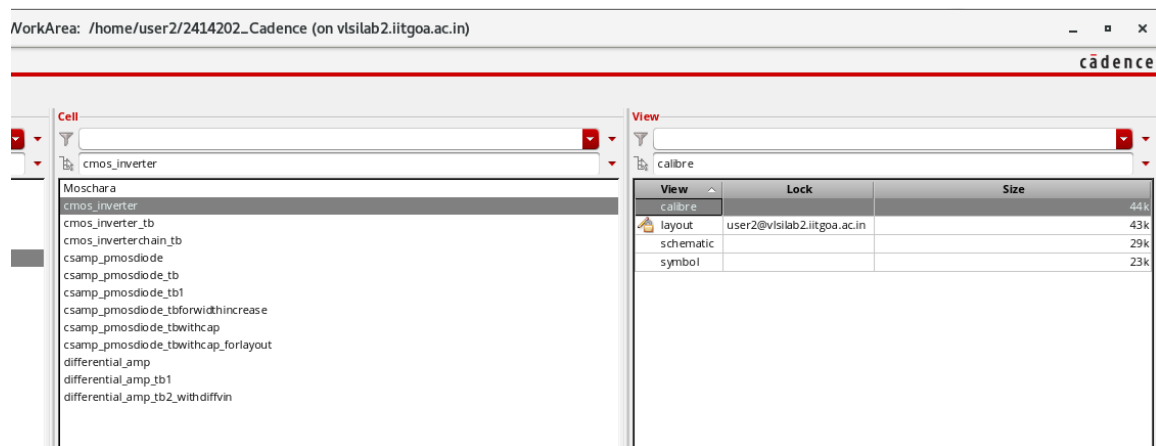 WorkArea: /home/user2/2414202_Cadence (on vlsilab2.iitgoa.ac.in)
cādence
Cell
cmos_inverter
Moschara
cmos_inverter
cmos_inverter_tb
cmos_inverterchain_tb
csamp_pmosdiode
csamp_pmosdiode_tb
csamp_pmosdiode_tb1
csamp_pmosdiode_tbforwidthincrease
csamp_pmosdiode_tbwithcap
csamp_pmosdiode_tbwithcap_forlayout
differential_amp
differential_amp_tb1
differential_amp_tb2_withdiffvin
View
calibre
View Lock Size
calibre 44k
layout user2@vlsilab2.iitgoa.ac.in 43k
schematic 29k
symbol 23k